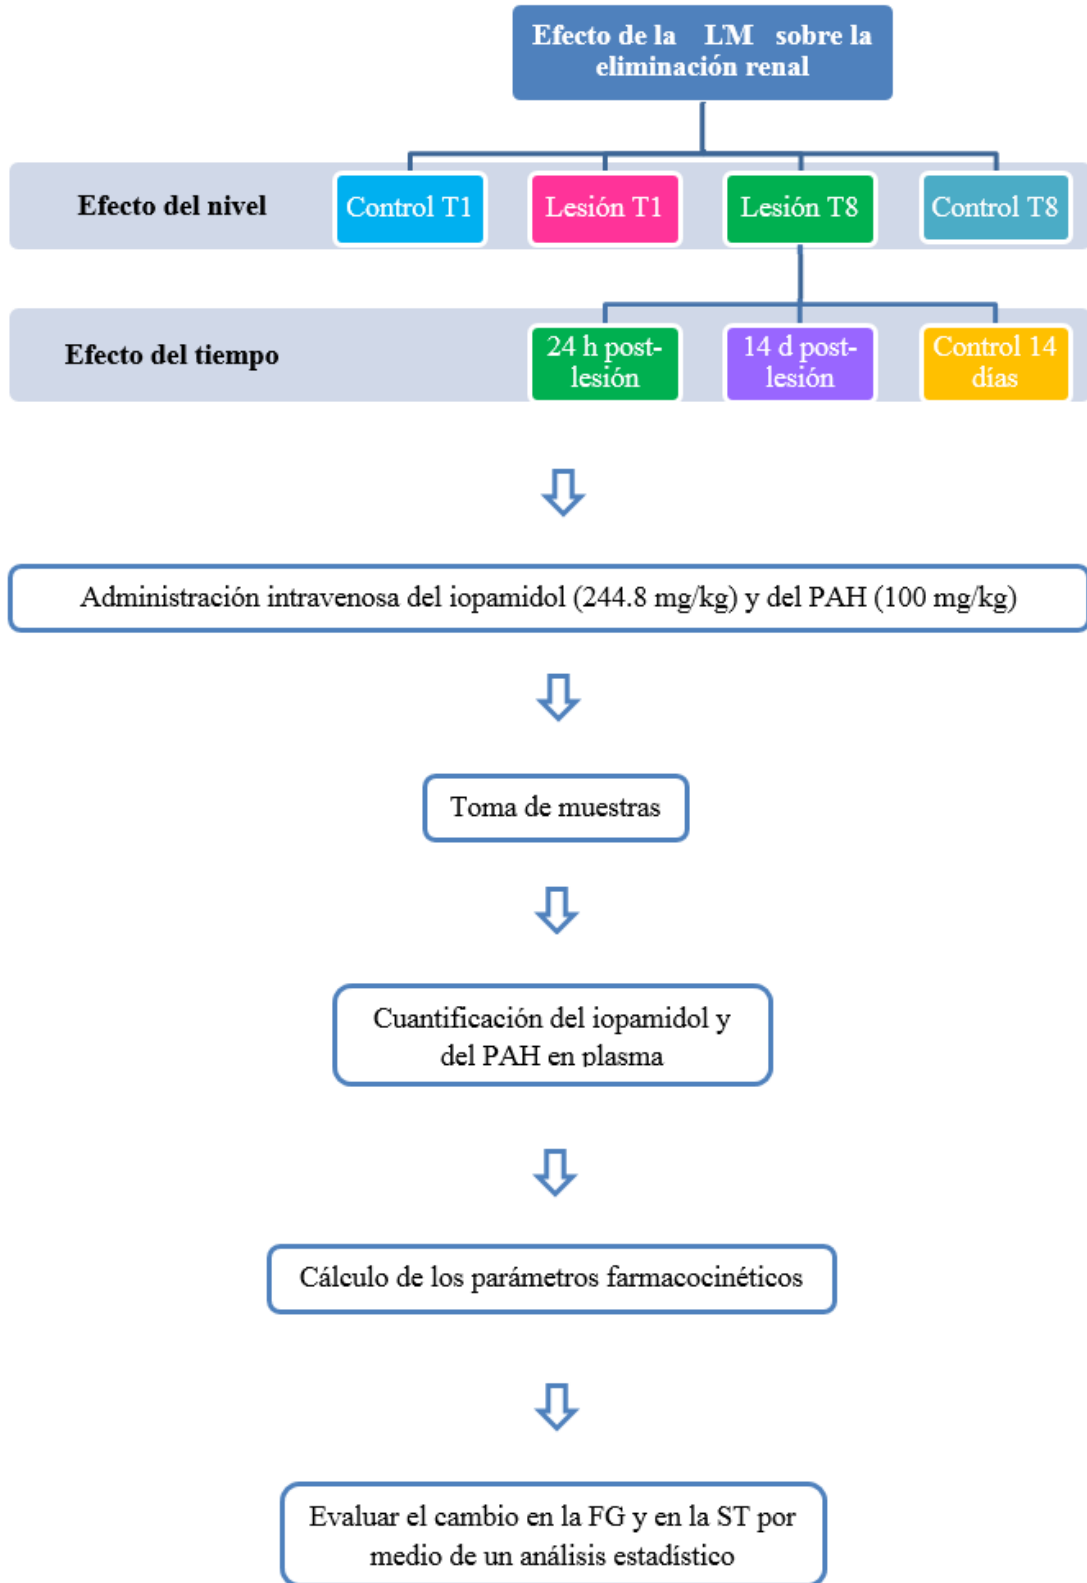 Efecto de la LM sobre la
eliminación renal
Efecto del nivel
Control T1
Lesión T1
Lesión T8
Control T8
Efecto del tiempo
24 h post-
lesión
14 d post-
lesión
Control 14
días
Administración intravenosa del iopamidol (244.8 mg/kg) y del PAH (100 mg/kg)
Toma de muestras
Cuantificación del iopamidol y
del PAH en plasma
Cálculo de los parámetros farmacocinéticos
Evaluar el cambio en la FG y en la ST por
medio de un análisis estadístico